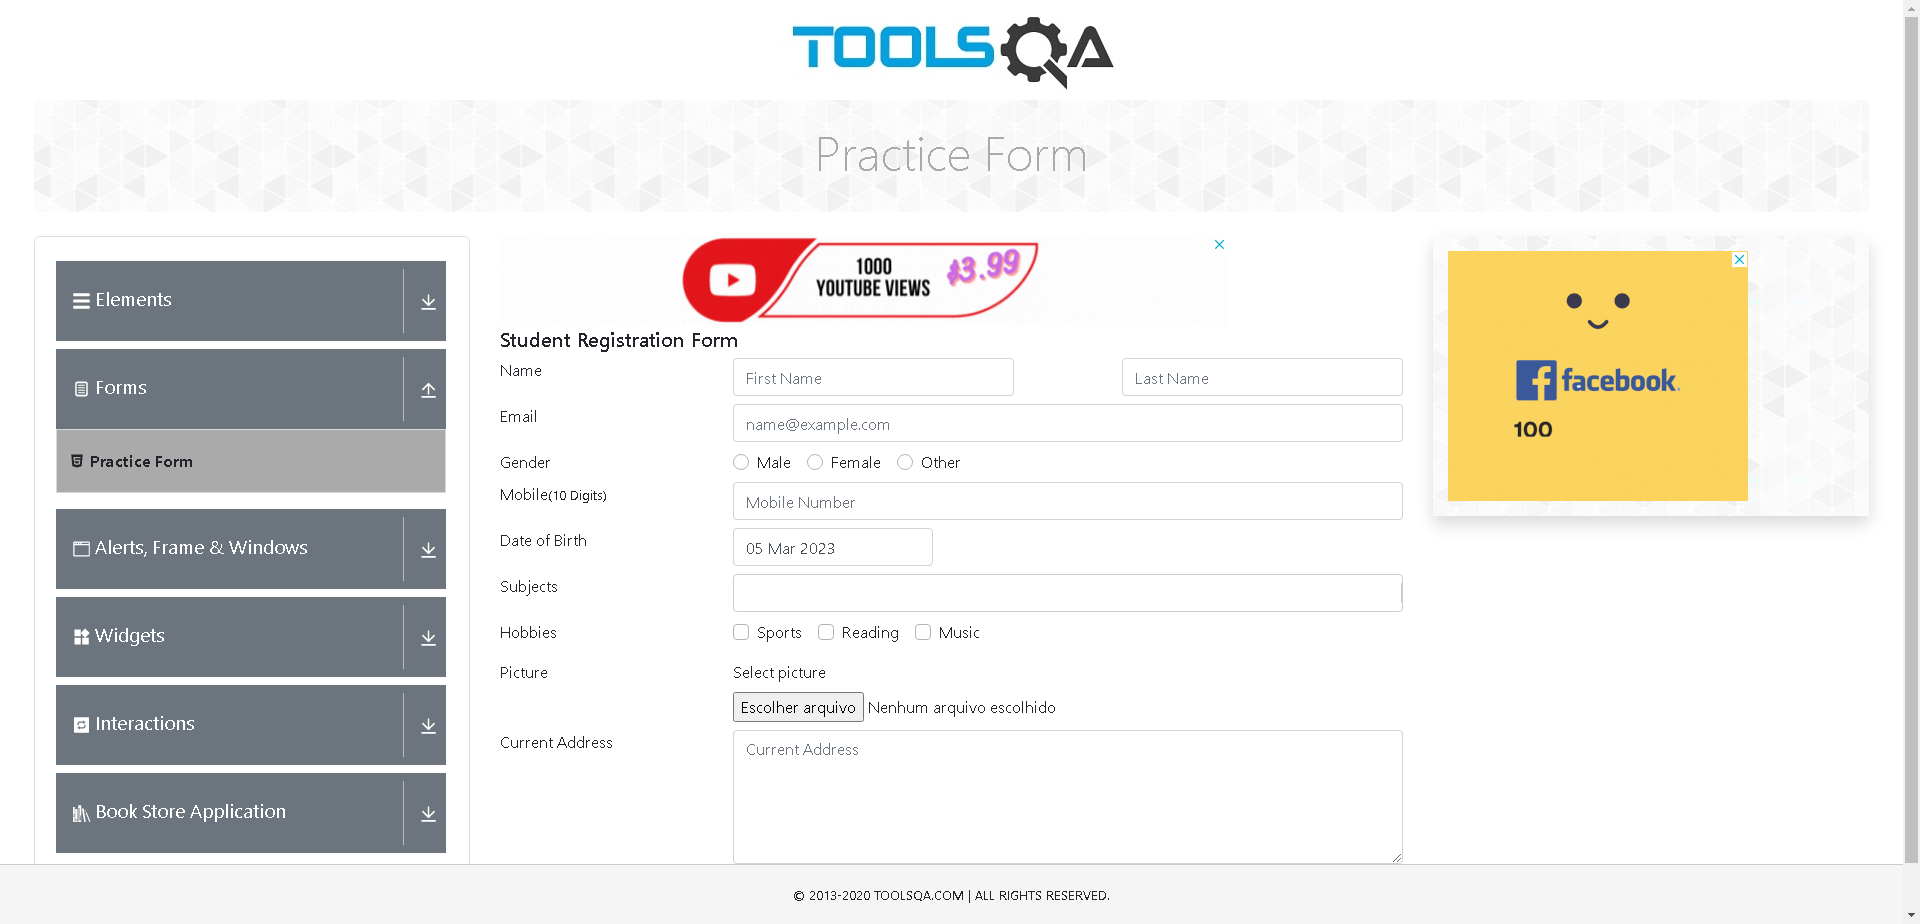 TOOLSQA
Practice Form
Elements
Forms
Practice Form
Alerts, Frame & Windows
Widgets
Interactions
Book Store Application
1000
YOUTUBE VIEWS
$3.99
Student Registration Form
Name
First Name
Last Name
Email
name@example.com
Gender
Male
Female
Other
Mobile(10 Digits)
Mobile Number
Date of Birth
05 Mar 2023
Subjects
Hobbies
Sports
Reading
Music
Picture
Select picture
Escolher arquivo Nenhum arquivo escolhido
Current Address
Current Address
facebook
100
© 2013-2020 TOOLSQA.COM | ALL RIGHTS RESERVED.